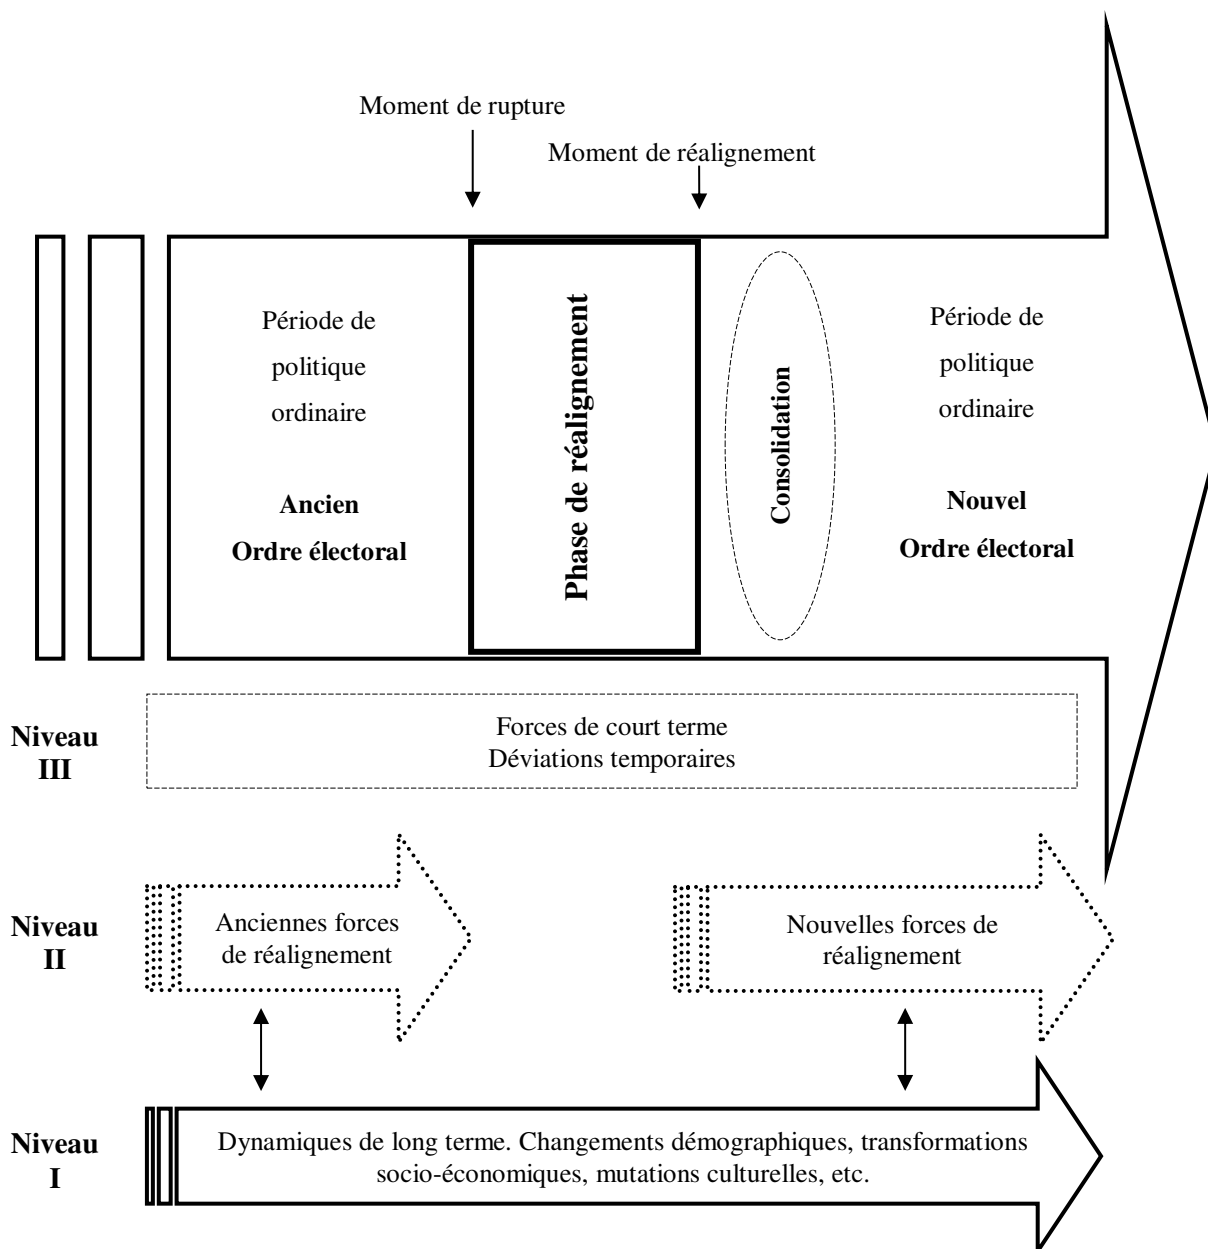 Moment de rupture
Moment de réalignement
Période de
politique
ordinaire
Ancien
Ordre électoral
Phase de réalignement
Consolidation
Période de
politique
ordinaire
Nouvel
Ordre électoral
Niveau
III
Forces de court terme
Déviations temporaires
Niveau
II
Anciennes forces
de réalignement
Nouvelles forces de
réalignement
Niveau
I
Dynamiques de long terme. Changements démographiques, transformations
socio-économiques, mutations culturelles, etc.